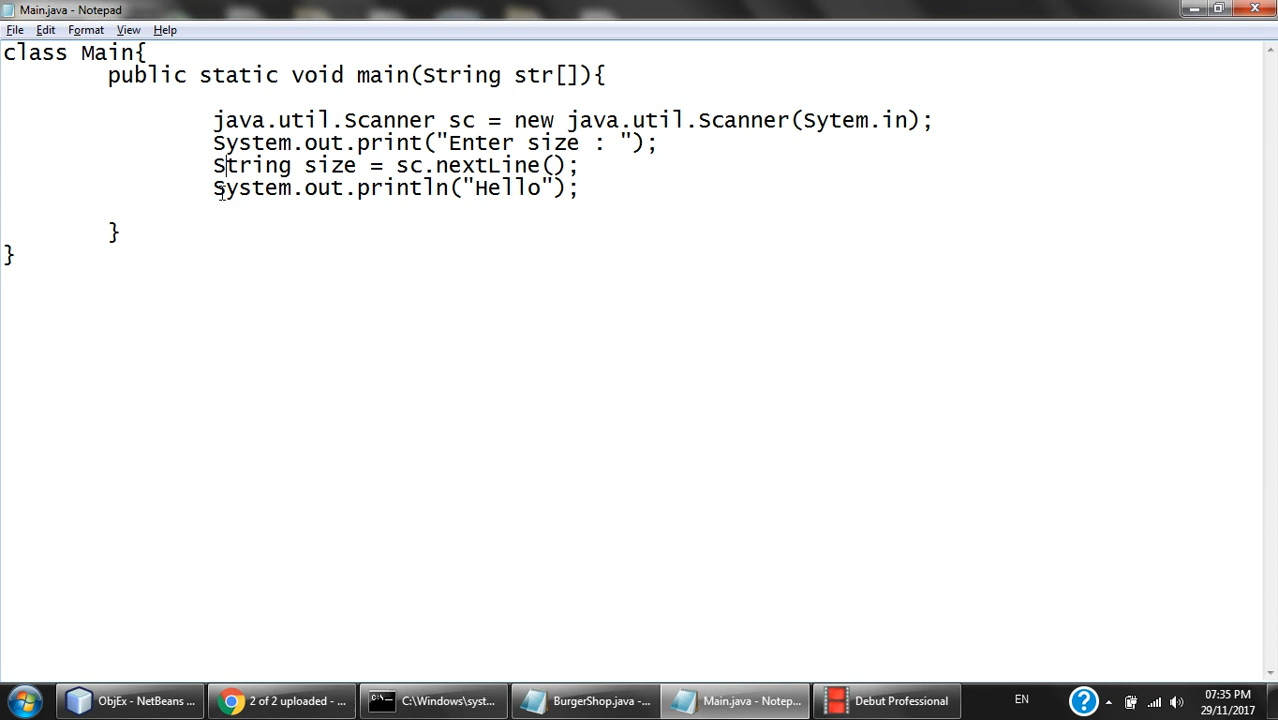 Main.java - Notepad
File Edit Format View Help
class Main{
public static void main(String str[]){
java.util.Scanner sc = new java.util.Scanner(Sytem.in);
System.out.print("Enter size : ");
String size = sc.nextLine();
System.out.println("Hello");
}
}
ObjEx - NetBeans ... 2 of 2 uploaded - ... C:\Windows\syst... BurgerShop.java -... Main.java - Notep... Debut Professional EN 07:35 PM
29/11/2017